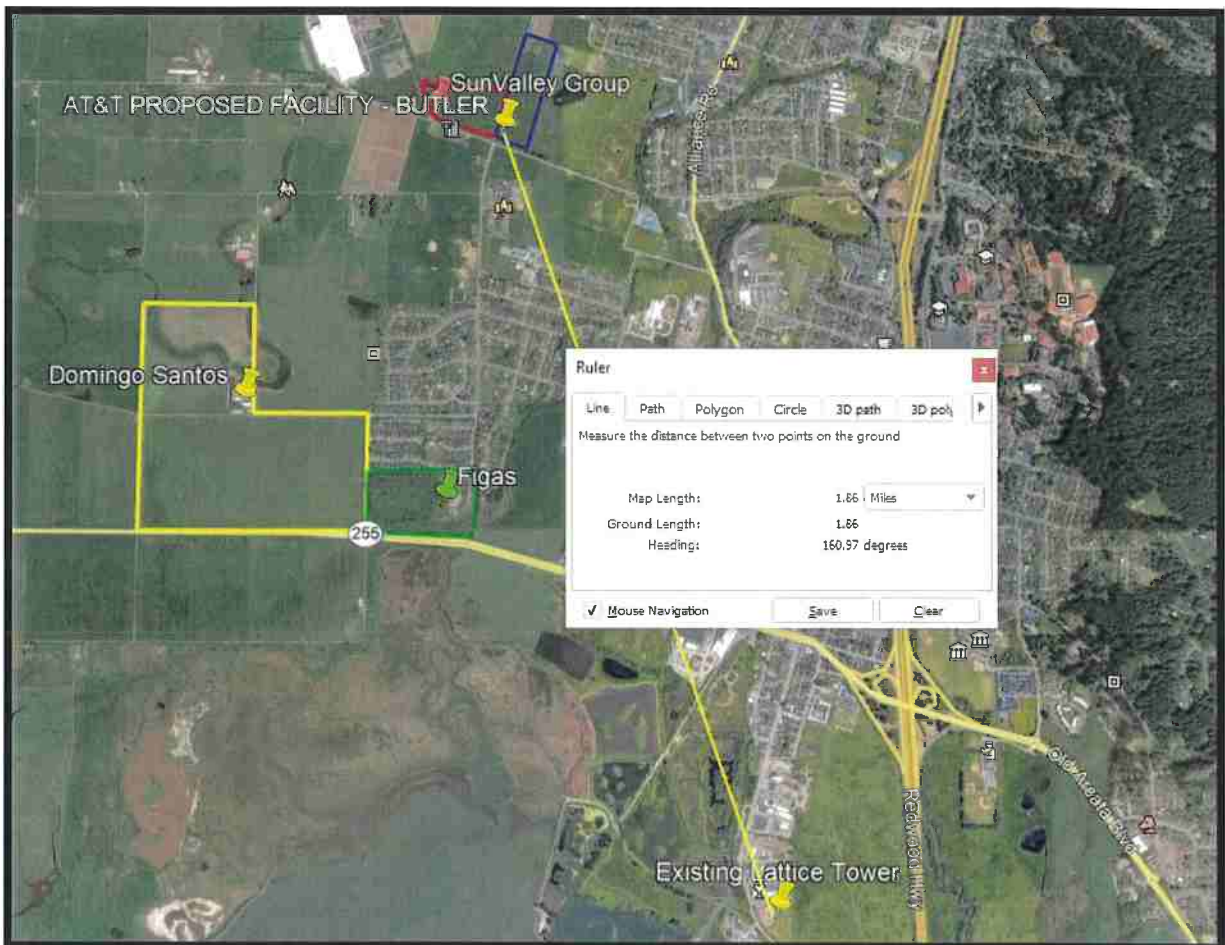 SunValley Group
AT&T PROPOSED FACILITY - BUTLER
Alliance Rd
Domingo Santos
Figas
255
Ruler
x
Line Path Polygon Circle 3D path 3D poly
Measure the distance between two points on the ground
Map Length: 1.86 Miles
Ground Length: 1.86
Heading: 160.97 degrees
Mouse Navigation Save Clear
Redwood Hwy
Old Arcata Blvd
Existing Lattice Tower